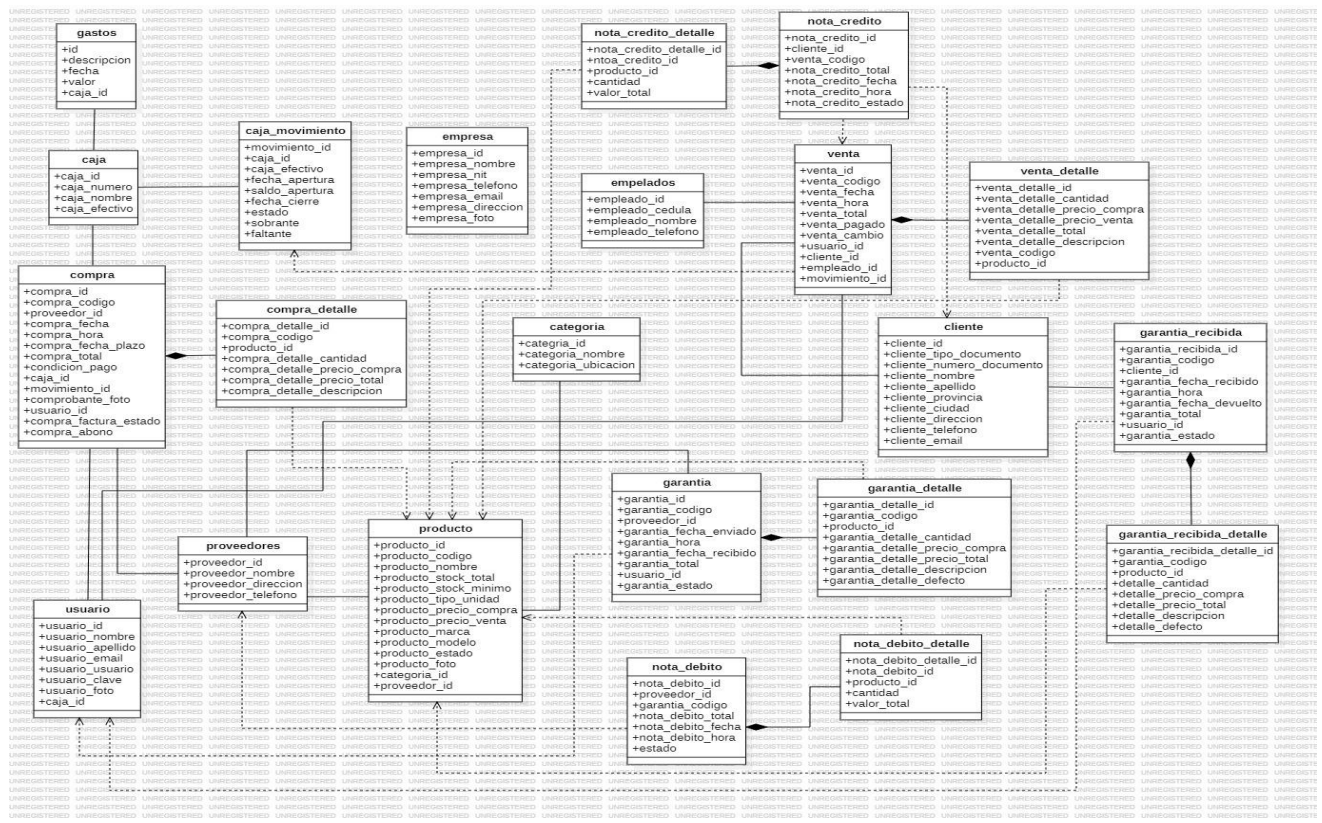 gastos
+id
+descripcion
+fecha
+valor
+caja_id
nota_credito_detalle
+nota_credito_detalle_id
+ntoa_credito_id
+producto_id
+cantidad
+valor_total
nota_credito
+nota_credito_id
+cliente_id
+venta_codigo
+nota_credito_total
+nota_credito_fecha
+nota_credito_hora
+nota_credito_estado
caja
+caja_id
+caja_numero
+caja_nombre
+caja_efectivo
caja_movimiento
+movimiento_id
+caja_id
+caja_efectivo
+fecha_apertura
+saldo_apertura
+fecha_cierre
+estado
+sobrante
+faltante
empresa
+empresa_id
+empresa_nombre
+empresa_nit
+empresa_telefono
+empresa_email
+empresa_direccion
+empresa_foto
empelados
+empleado_id
+empleado_cedula
+empleado_nombre
+empleado_telefono
venta
+venta_id
+venta_codigo
+venta_fecha
+venta_hora
+venta_total
+venta_pagado
+venta_cambio
+usuario_id
+cliente_id
+empleado_id
+movimiento_id
venta_detalle
+venta_detalle_id
+venta_detalle_cantidad
+venta_detalle_precio_compra
+venta_detalle_precio_venta
+venta_detalle_total
+venta_detalle_descripcion
+venta_codigo
+producto_id
compra
+compra_id
+compra_codigo
+proveedor_id
+compra_fecha
+compra_hora
+compra_fecha_plazo
+compra_total
+condicion_pago
+caja_id
+movimiento_id
+comprobante_foto
+usuario_id
+compra_factura_estado
+compra_abono
compra_detalle
+compra_detalle_id
+compra_codigo
+producto_id
+compra_detalle_cantidad
+compra_detalle_precio_compra
+compra_detalle_precio_total
+compra_detalle_descripcion
categoria
+categria_id
+categoria_nombre
+categoria_ubicacion
cliente
+cliente_id
+cliente_tipo_documento
+cliente_numero_documento
+cliente_nombre
+cliente_apellido
+cliente_provincia
+cliente_ciudad
+cliente_direccion
+cliente_telefono
+cliente_email
garantia_recibida
+garantia_recibida_id
+garantia_codigo
+cliente_id
+garantia_fecha_recibido
+garantia_hora
+garantia_fecha_devuelto
+garantia_total
+usuario_id
+garantia_estado
garantia
+garantia_id
+garantia_codigo
+proveedor_id
+garantia_fecha_enviado
+garantia_hora
+garantia_fecha_recibido
+garantia_total
+usuario_id
+garantia_estado
garantia_detalle
+garantia_detalle_id
+garantia_codigo
+producto_id
+garantia_detalle_cantidad
+garantia_detalle_precio_compra
+garantia_detalle_precio_total
+garantia_detalle_descripcion
+garantia_detalle_defecto
garantia_recibida_detalle
+garantia_recibida_detalle_id
+garantia_codigo
+producto_id
+detalle_cantidad
+detalle_precio_compra
+detalle_precio_total
+detalle_descripcion
+detalle_defecto
proveedores
+proveedor_id
+proveedor_nombre
+proveedor_direccion
+proveedor_telefono
producto
+producto_id
+producto_codigo
+producto_nombre
+producto_stock_total
+producto_stock_minimo
+producto_tipo_unidad
+producto_precio_compra
+producto_precio_venta
+producto_marca
+producto_modelo
+producto_estado
+producto_foto
+categoria_id
+proveedor_id
usuario
+usuario_id
+usuario_nombre
+usuario_apellido
+usuario_email
+usuario_usuario
+usuario_clave
+usuario_foto
+caja_id
nota_debito
+nota_debito_id
+proveedor_id
+garantia_codigo
+nota_debito_total
+nota_debito_fecha
+nota_debito_hora
+estado
nota_debito_detalle
+nota_debito_detalle_id
+nota_debito_id
+producto_id
+cantidad
+valor_total
UNREGISTERED